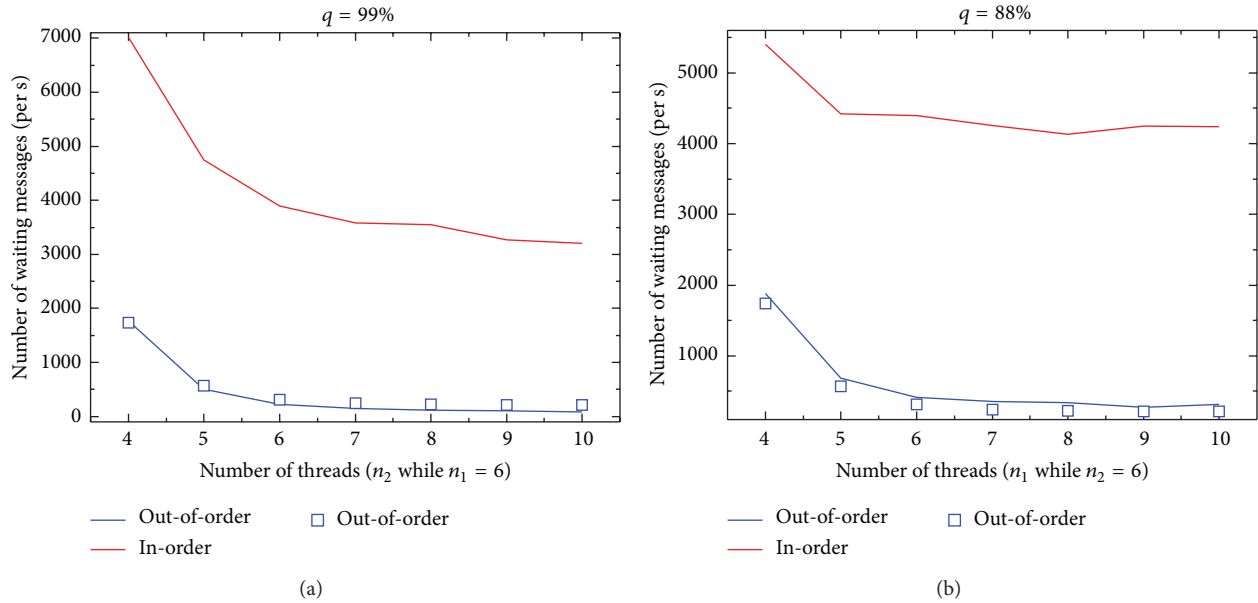 q = 99%
Number of waiting messages (per s)
7000
6000
5000
4000
3000
2000
1000
0
4 5 6 7 8 9 10
Number of threads (n₂ while n₁ = 6)
Out-of-order Out-of-order
In-order
(a)
q = 88%
Number of waiting messages (per s)
5000
4000
3000
2000
1000
4 5 6 7 8 9 10
Number of threads (n₁ while n₂ = 6)
Out-of-order Out-of-order
In-order
(b)